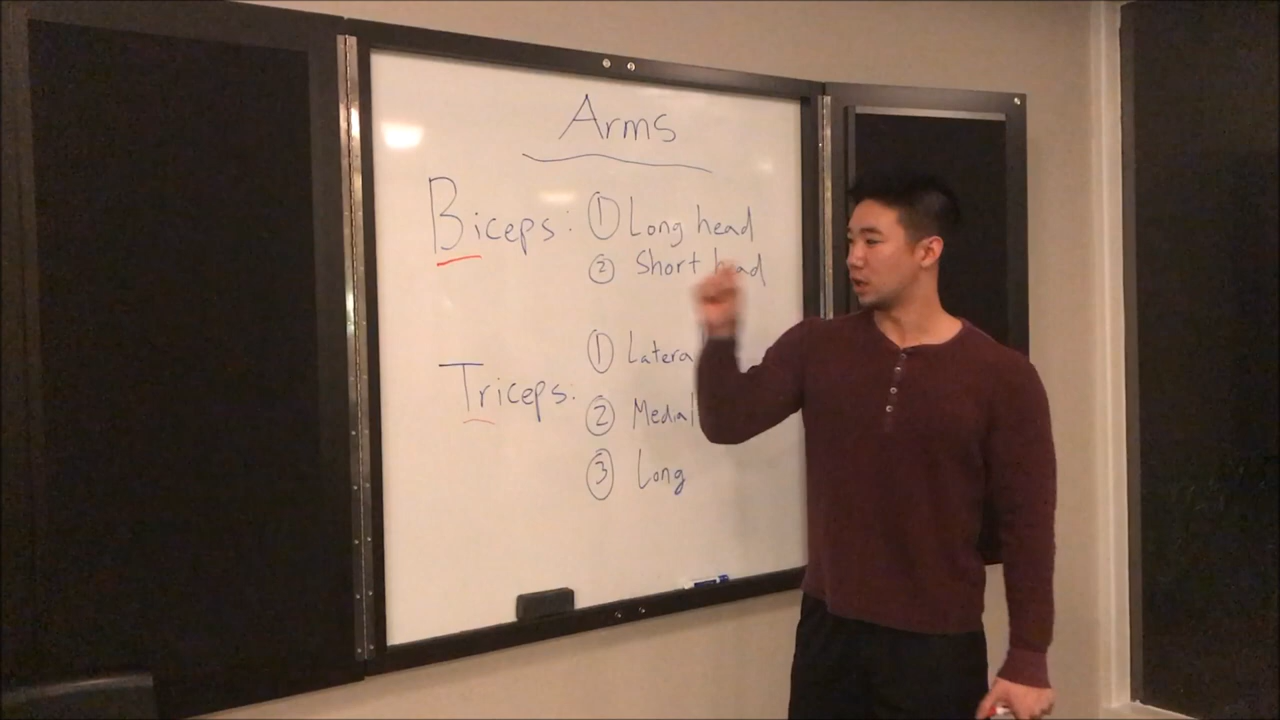 Arms
Biceps: ① Long head
② Short head
① Latera
Triceps:
② Medial
③ Long